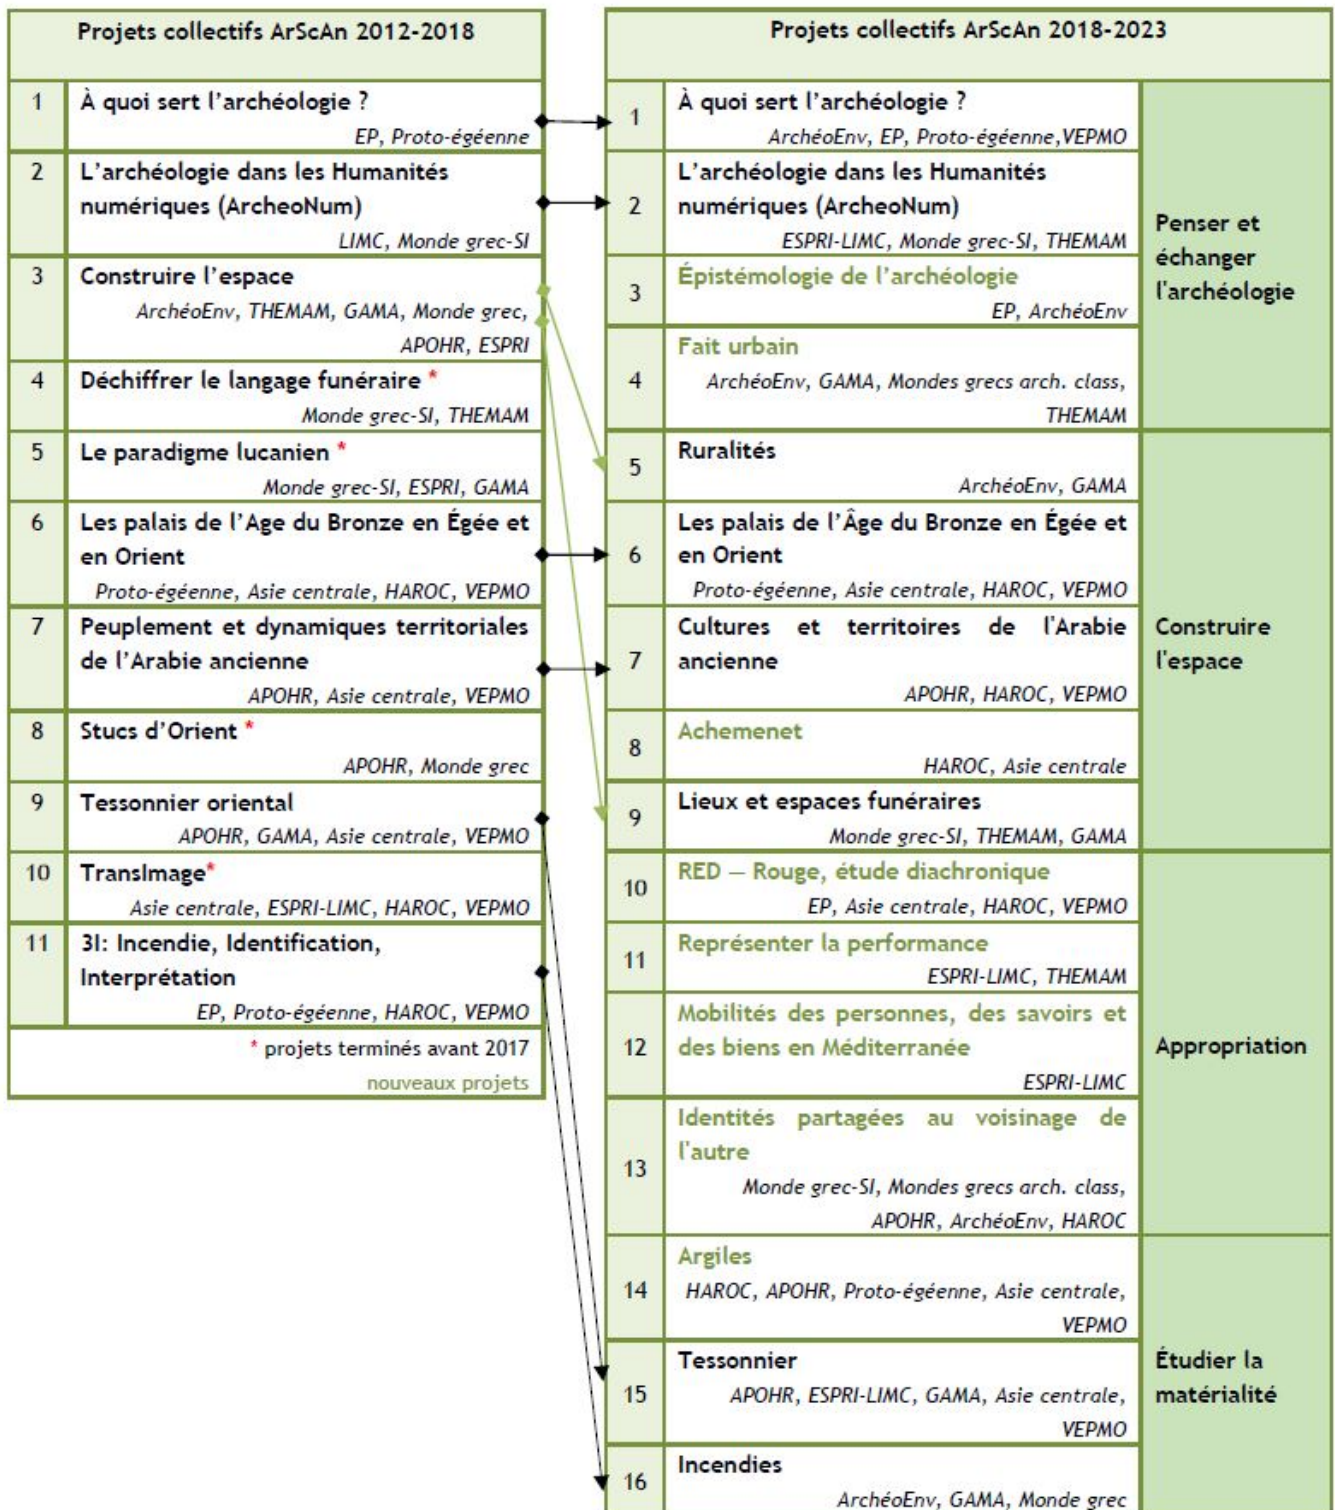 Projets collectifs ArScAn 2012-2018
1 À quoi sert l'archéologie ?
EP, Proto-égéenne
2 L'archéologie dans les Humanités
numériques (ArcheoNum)
LIMC, Monde grec-SI
3 Construire l'espace
ArchéoEnv, THEMAM, GAMA, Monde grec,
APOHR, ESPRI
4 Déchiffrer le langage funéraire *
Monde grec-SI, THEMAM
5 Le paradigme lucanien *
Monde grec-SI, ESPRI, GAMA
6 Les palais de l'Age du Bronze en Égée et
en Orient
Proto-égéenne, Asie centrale, HAROC, VEPMO
7 Peuplement et dynamiques territoriales
de l'Arabie ancienne
APOHR, Asie centrale, VEPMO
8 Stucs d'Orient *
APOHR, Monde grec
9 Tessonnier oriental
APOHR, GAMA, Asie centrale, VEPMO
10 TransImage*
Asie centrale, ESPRI-LIMC, HAROC, VEPMO
11 3I: Incendie, Identification,
Interprétation
EP, Proto-égéenne, HAROC, VEPMO
* projets terminés avant 2017
nouveaux projets
Projets collectifs ArScAn 2018-2023
1 À quoi sert l'archéologie ?
ArchéoEnv, EP, Proto-égéenne,VEPMO
2 L'archéologie dans les Humanités
numériques (ArcheoNum)
ESPRI-LIMC, Monde grec-SI, THEMAM
3 Épistémologie de l'archéologie
EP, ArchéoEnv
4 Fait urbain
ArchéoEnv, GAMA, Mondes grecs arch. class,
THEMAM
Penser et
échanger
l'archéologie
5 Ruralités
ArchéoEnv, GAMA
6 Les palais de l'Âge du Bronze en Égée et
en Orient
Proto-égéenne, Asie centrale, HAROC, VEPMO
7 Cultures et territoires de l'Arabie
ancienne
APOHR, HAROC, VEPMO
8 Achemenet
HAROC, Asie centrale
9 Lieux et espaces funéraires
Monde grec-SI, THEMAM, GAMA
Construire
l'espace
10 RED — Rouge, étude diachronique
EP, Asie centrale, HAROC, VEPMO
11 Représenter la performance
ESPRI-LIMC, THEMAM
12 Mobilités des personnes, des savoirs et
des biens en Méditerranée
ESPRI-LIMC
13 Identités partagées au voisinage de
l'autre
Monde grec-SI, Mondes grecs arch. class,
APOHR, ArchéoEnv, HAROC
Appropriation
14 Argiles
HAROC, APOHR, Proto-égéenne, Asie centrale,
VEPMO
15 Tessonnier
APOHR, ESPRI-LIMC, GAMA, Asie centrale,
VEPMO
16 Incendies
ArchéoEnv, GAMA, Monde grec
Étudier la
matérialité